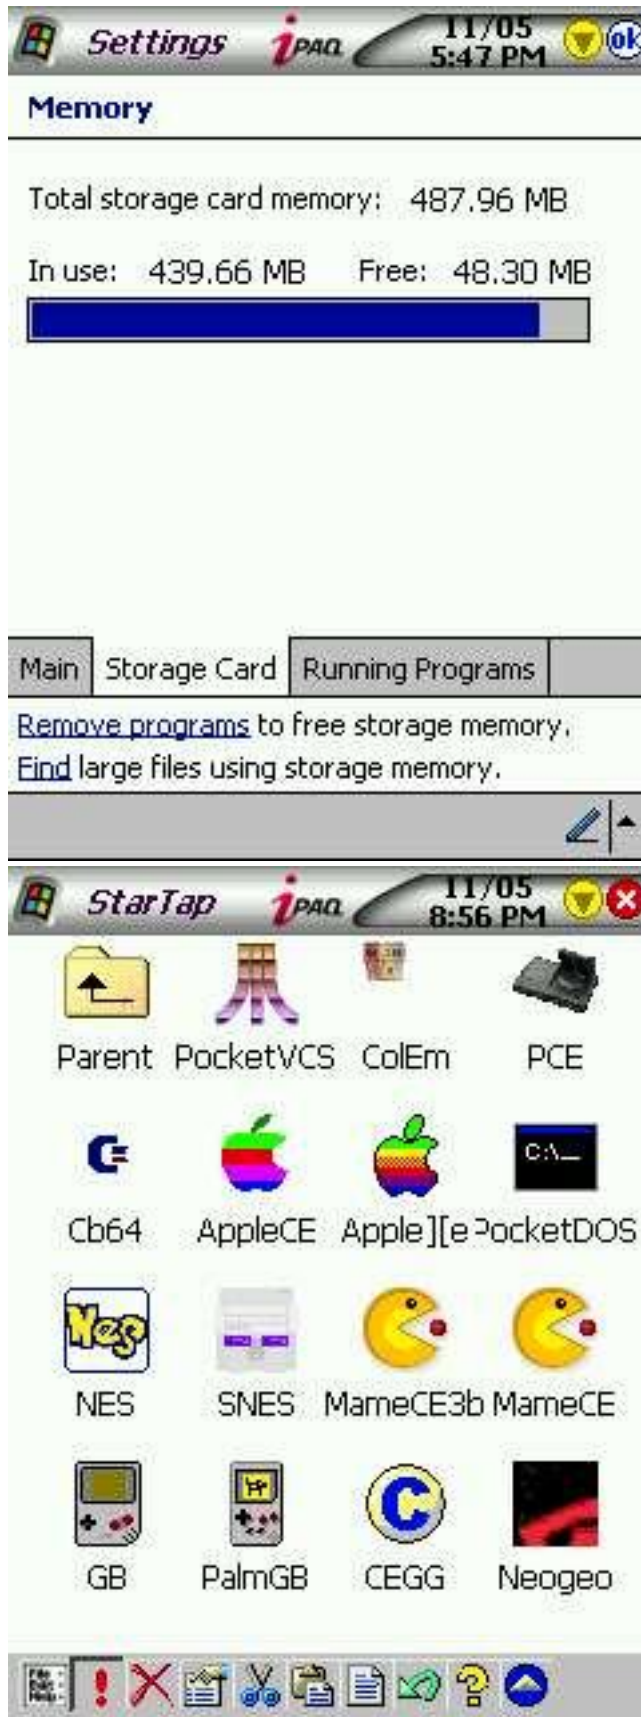 Settings iPAQ 11/05
5:47 PM ok
Memory
Total storage card memory: 487.96 MB
In use: 439.66 MB Free: 48.30 MB
Main Storage Card Running Programs
Remove programs to free storage memory.
Find large files using storage memory.
StarTap iPAQ 11/05
8:56 PM
Parent PocketVCS ColEm PCE
C:\_
Cb64 AppleCE Apple][e PocketDOS
Nes
NES SNES MameCE3b MameCE
C
GB PalmGB CEGG Neogeo
! ?